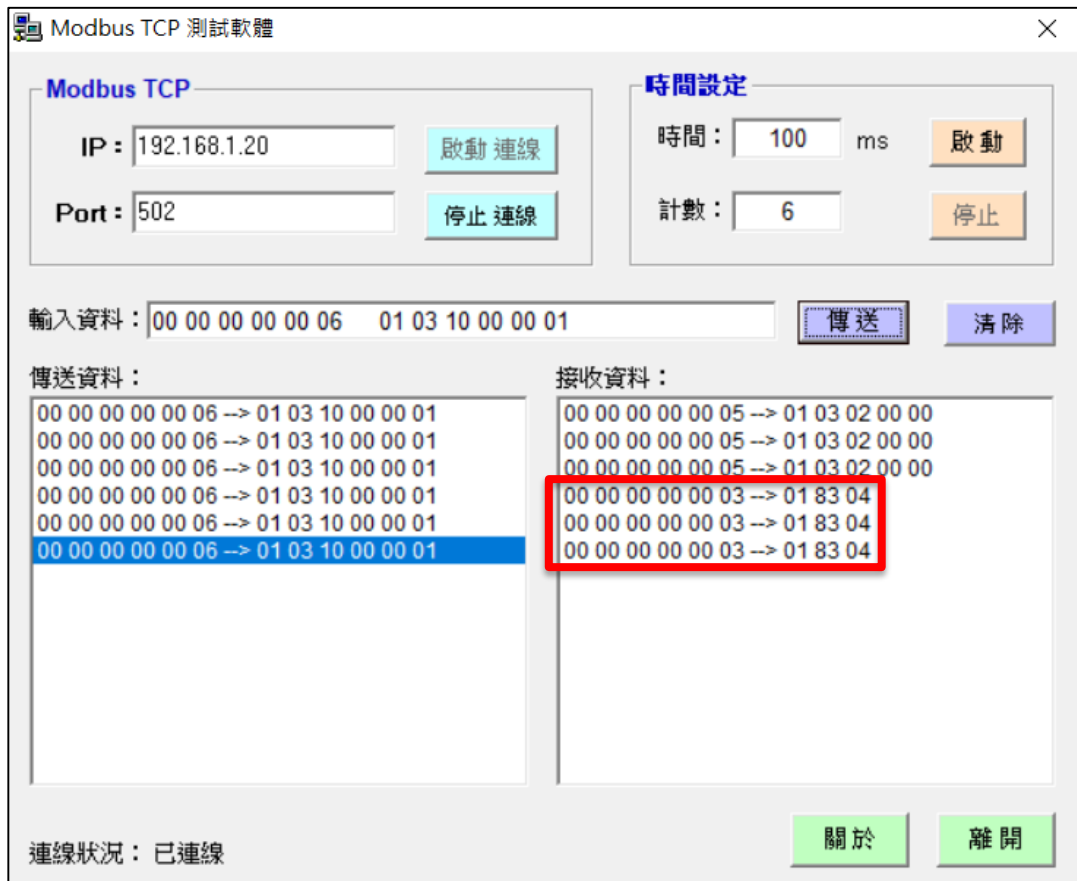 Modbus TCP 測試軟體
Modbus TCP
IP： 192.168.1.20
啟動 連線
Port： 502
停止 連線
時間設定
時間： 100 ms
啟 動
計數： 6
停止
輸入資料： 00 00 00 00 00 06 01 03 10 00 00 01
傳 送
清 除
傳送資料：
00 00 00 00 00 06 --> 01 03 10 00 00 01
00 00 00 00 00 06 --> 01 03 10 00 00 01
00 00 00 00 00 06 --> 01 03 10 00 00 01
00 00 00 00 00 06 --> 01 03 10 00 00 01
00 00 00 00 00 06 --> 01 03 10 00 00 01
00 00 00 00 00 06 --> 01 03 10 00 00 01
接收資料：
00 00 00 00 00 05 --> 01 03 02 00 00
00 00 00 00 00 05 --> 01 03 02 00 00
00 00 00 00 00 05 --> 01 03 02 00 00
00 00 00 00 00 03 --> 01 83 04
00 00 00 00 00 03 --> 01 83 04
00 00 00 00 00 03 --> 01 83 04
連線狀況： 已連線
關 於
離 開